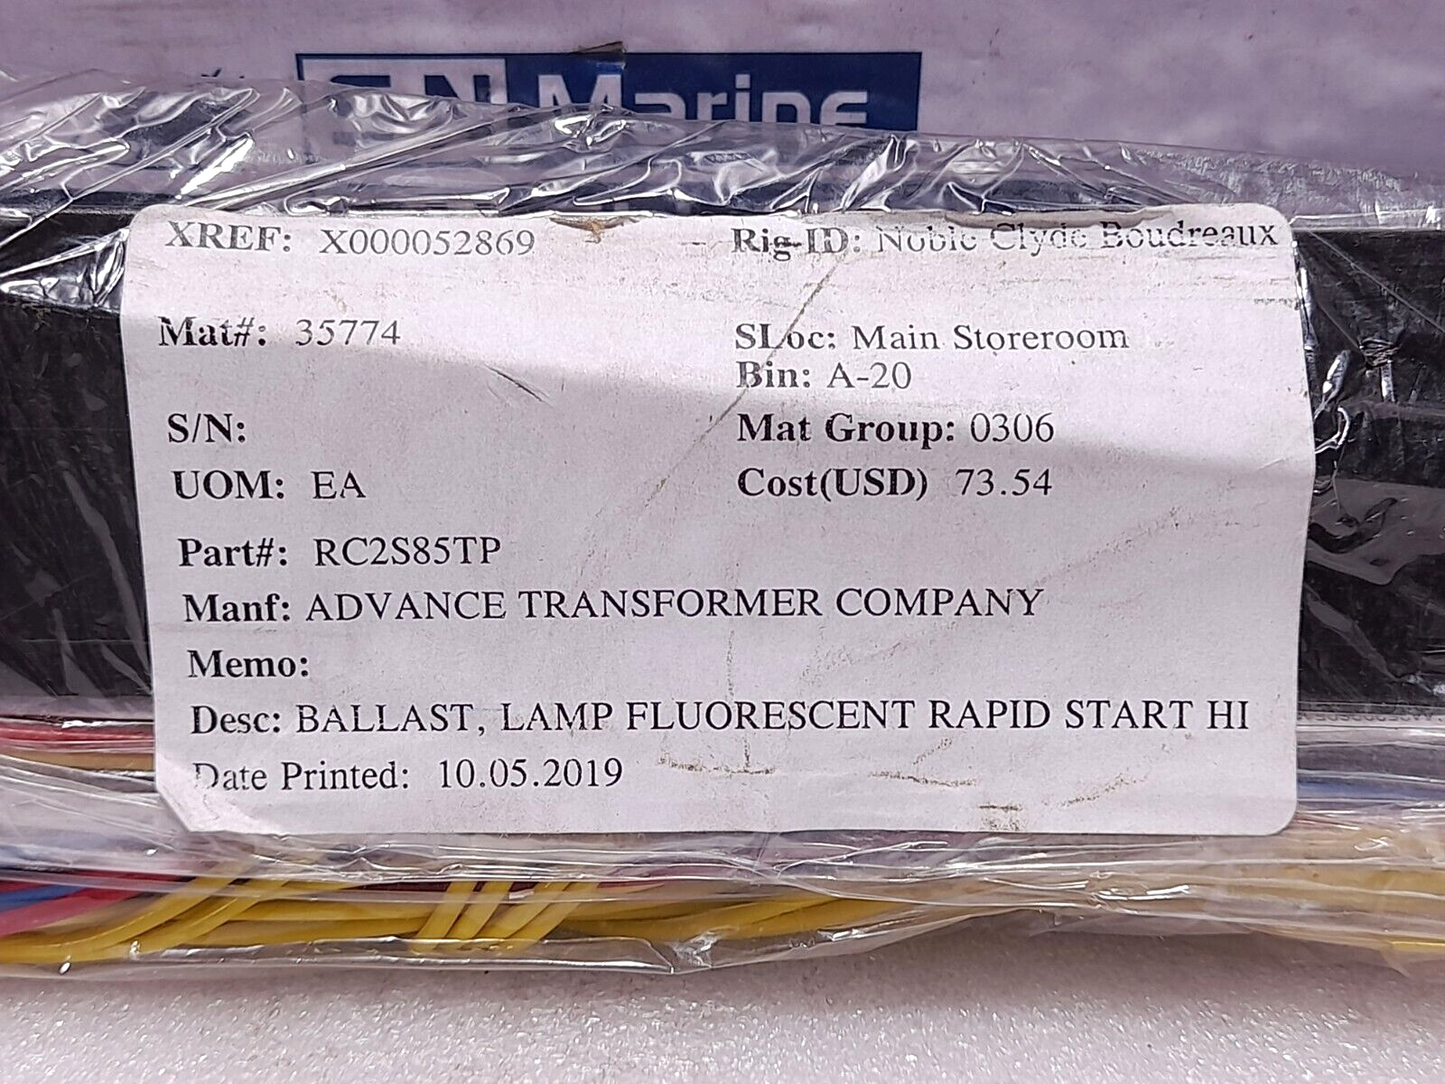 Marine
XREF: X000052869
Rig-ID: Noble Clyde Boudreaux
Mat#: 35774
SLoc: Main Storeroom
Bin: A-20
S/N:
Mat Group: 0306
UOM: EA
Cost(USD) 73.54
Part#: RC2S85TP
Manf: ADVANCE TRANSFORMER COMPANY
Memo:
Desc: BALLAST, LAMP FLUORESCENT RAPID START HI
Date Printed: 10.05.2019